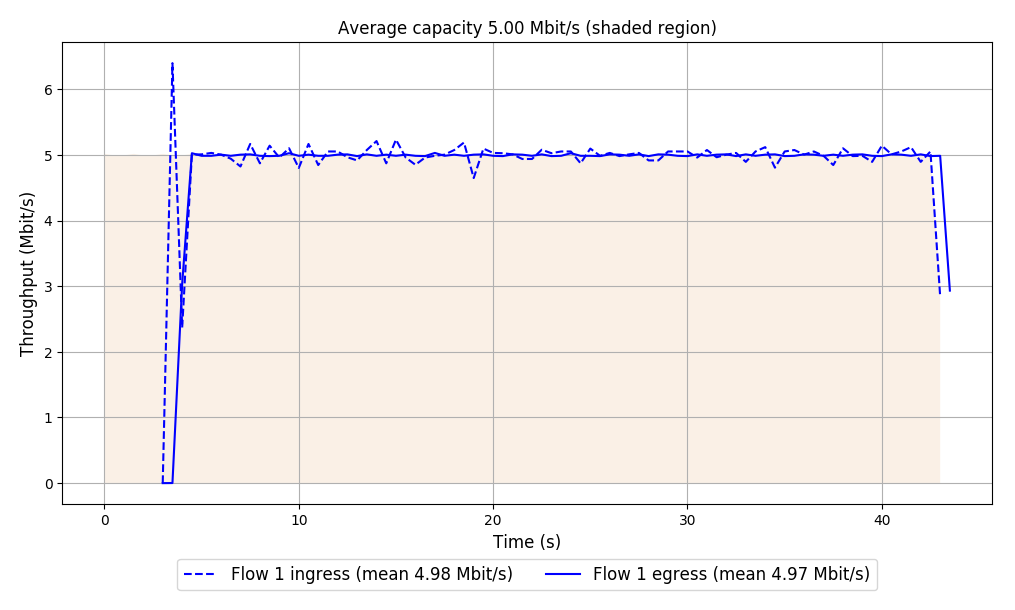 Average capacity 5.00 Mbit/s (shaded region)
Throughput (Mbit/s)
6
5
4
3
2
1
0
0 10 20 30 40
Time (s)
Flow 1 ingress (mean 4.98 Mbit/s) Flow 1 egress (mean 4.97 Mbit/s)